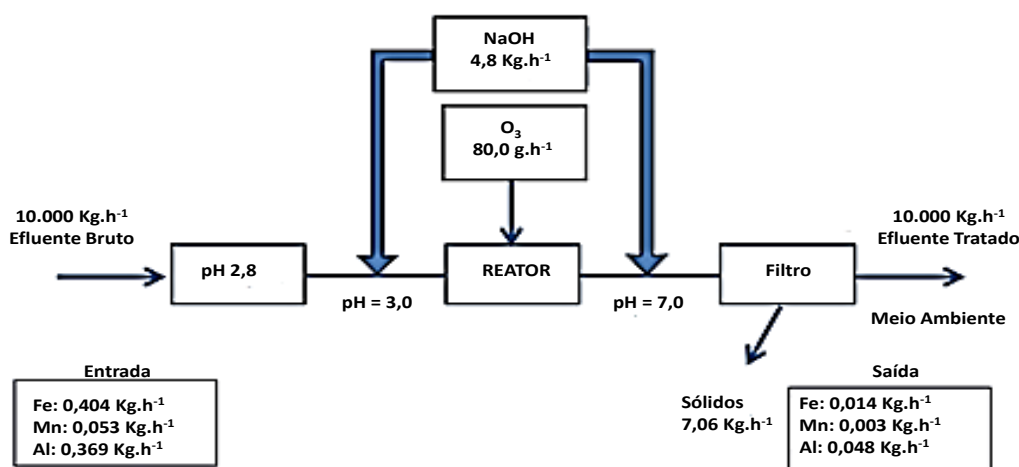 NaOH
4,8 Kg.h⁻¹
O₃
80,0 g.h⁻¹
10.000 Kg.h⁻¹
Efluente Bruto
pH 2,8
pH = 3,0
REATOR
pH = 7,0
Filtro
10.000 Kg.h⁻¹
Efluente Tratado
Meio Ambiente
Entrada
Fe: 0,404 Kg.h⁻¹
Mn: 0,053 Kg.h⁻¹
Al: 0,369 Kg.h⁻¹
Sólidos
7,06 Kg.h⁻¹
Saída
Fe: 0,014 Kg.h⁻¹
Mn: 0,003 Kg.h⁻¹
Al: 0,048 Kg.h⁻¹